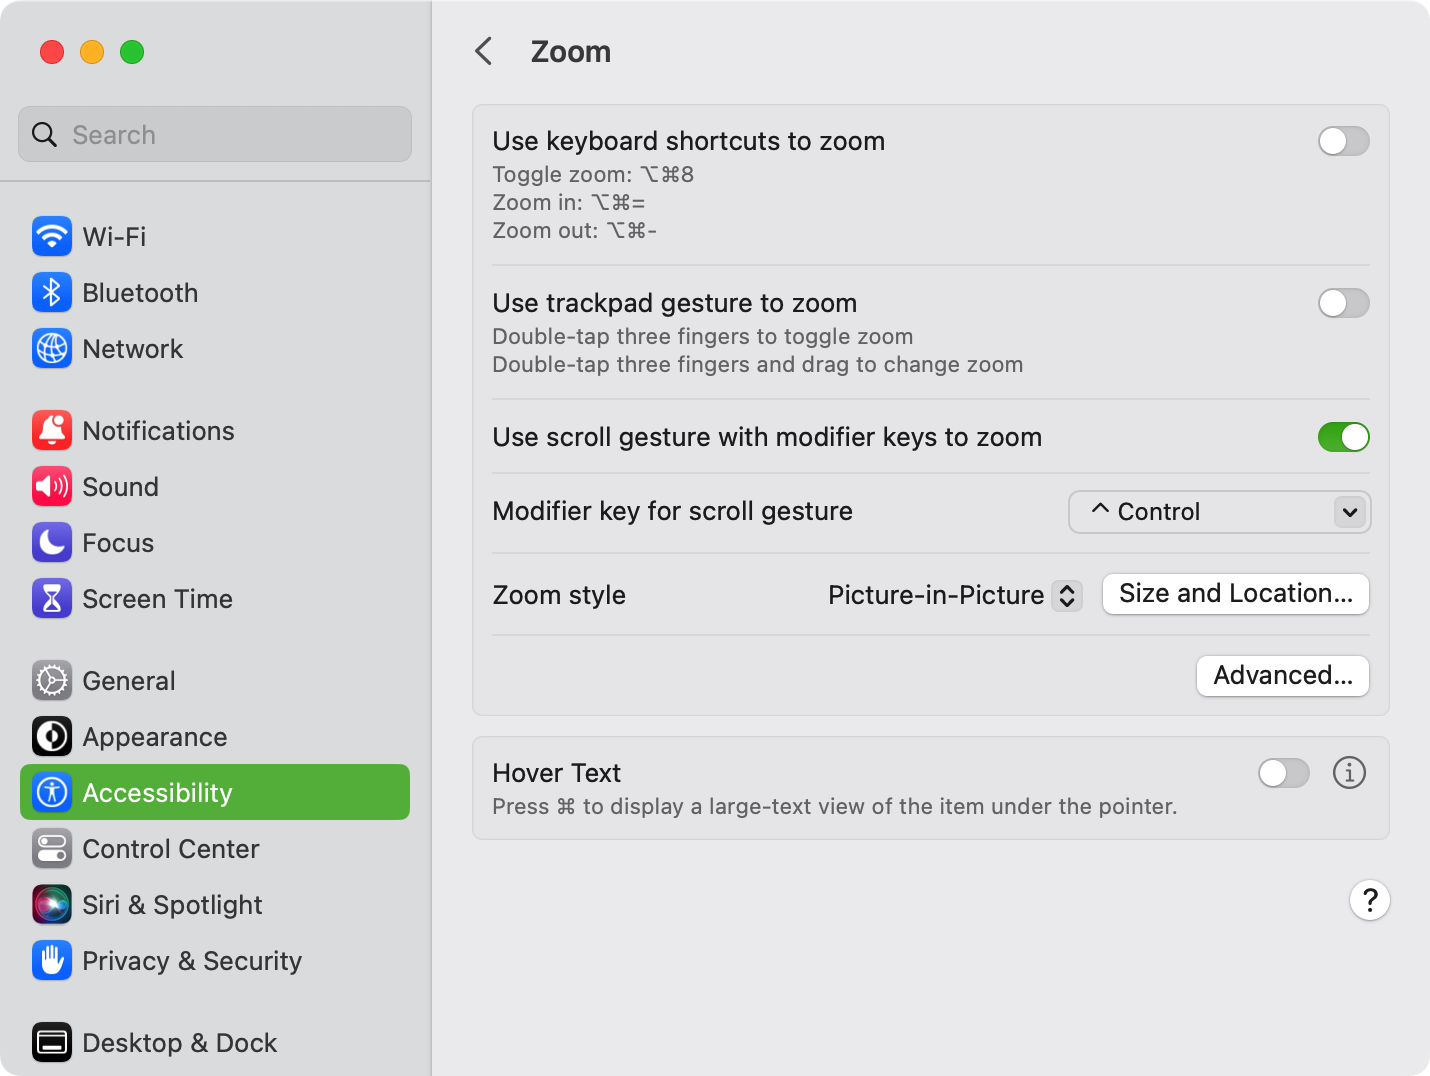 Search
Wi-Fi
Bluetooth
Network
Notifications
Sound
Focus
Screen Time
General
Appearance
Accessibility
Control Center
Siri & Spotlight
Privacy & Security
Desktop & Dock
Zoom
Use keyboard shortcuts to zoom
Toggle zoom: ⌥⌘8
Zoom in: ⌥⌘=
Zoom out: ⌥⌘-
Use trackpad gesture to zoom
Double-tap three fingers to toggle zoom
Double-tap three fingers and drag to change zoom
Use scroll gesture with modifier keys to zoom
Modifier key for scroll gesture ^ Control
Zoom style Picture-in-Picture Size and Location...
Advanced...
Hover Text
Press ⌘ to display a large-text view of the item under the pointer.
?